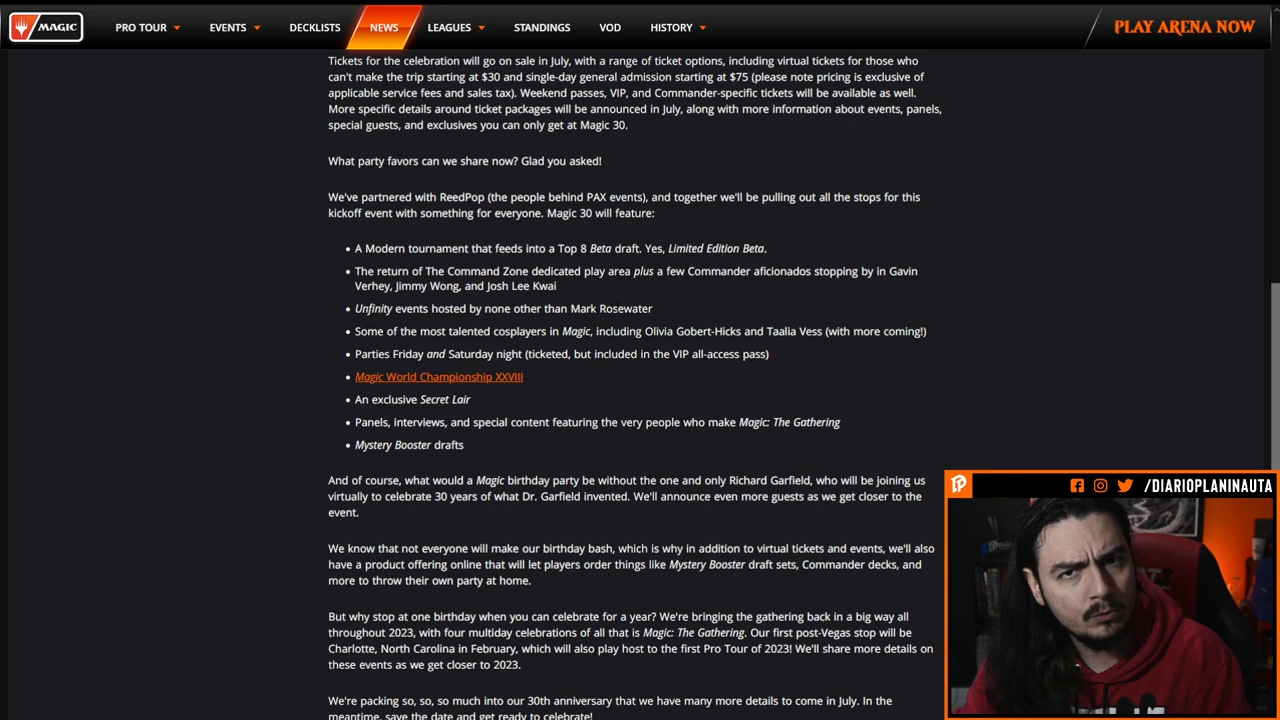 MAGIC
PRO TOUR EVENTS DECKLISTS NEWS LEAGUES STANDINGS VOD HISTORY PLAY ARENA NOW
Tickets for the celebration will go on sale in July, with a range of ticket options, including virtual tickets for those who
can't make the trip starting at $30 and single-day general admission starting at $75 (please note pricing is exclusive of
applicable service fees and sales tax). Weekend passes, VIP, and Commander-specific tickets will be available as well.
More specific details around ticket packages will be announced in July, along with more information about events, panels,
special guests, and exclusives you can only get at Magic 30.
What party favors can we share now? Glad you asked!
We've partnered with ReedPop (the people behind PAX events), and together we'll be pulling out all the stops for this
kickoff event with something for everyone. Magic 30 will feature:
• A Modern tournament that feeds into a Top 8 Beta draft. Yes, Limited Edition Beta.
• The return of The Command Zone dedicated play area plus a few Commander aficionados stopping by in Gavin
Verhey, Jimmy Wong, and Josh Lee Kwai
• Unfinity events hosted by none other than Mark Rosewater
• Some of the most talented cosplayers in Magic, including Olivia Gobert-Hicks and Taalia Vess (with more coming!)
• Parties Friday and Saturday night (ticketed, but included in the VIP all-access pass)
• Magic World Championship XXVIII
• An exclusive Secret Lair
• Panels, interviews, and special content featuring the very people who make Magic: The Gathering
• Mystery Booster drafts
And of course, what would a Magic birthday party be without the one and only Richard Garfield, who will be joining us
virtually to celebrate 30 years of what Dr. Garfield invented. We'll announce even more guests as we get closer to the
event.
We know that not everyone will make our birthday bash, which is why in addition to virtual tickets and events, we'll also
have a product offering online that will let players order things like Mystery Booster draft sets, Commander decks, and
more to throw their own party at home.
But why stop at one birthday when you can celebrate for a year? We're bringing the gathering back in a big way all
throughout 2023, with four multiday celebrations of all that is Magic: The Gathering. Our first post-Vegas stop will be
Charlotte, North Carolina in February, which will also play host to the first Pro Tour of 2023! We'll share more details on
these events as we get closer to 2023.
We're packing so, so, so much into our 30th anniversary that we have many more details to come in July. In the
meantime, save the date and get ready to celebrate!
/DIARIOPLANINAUTA